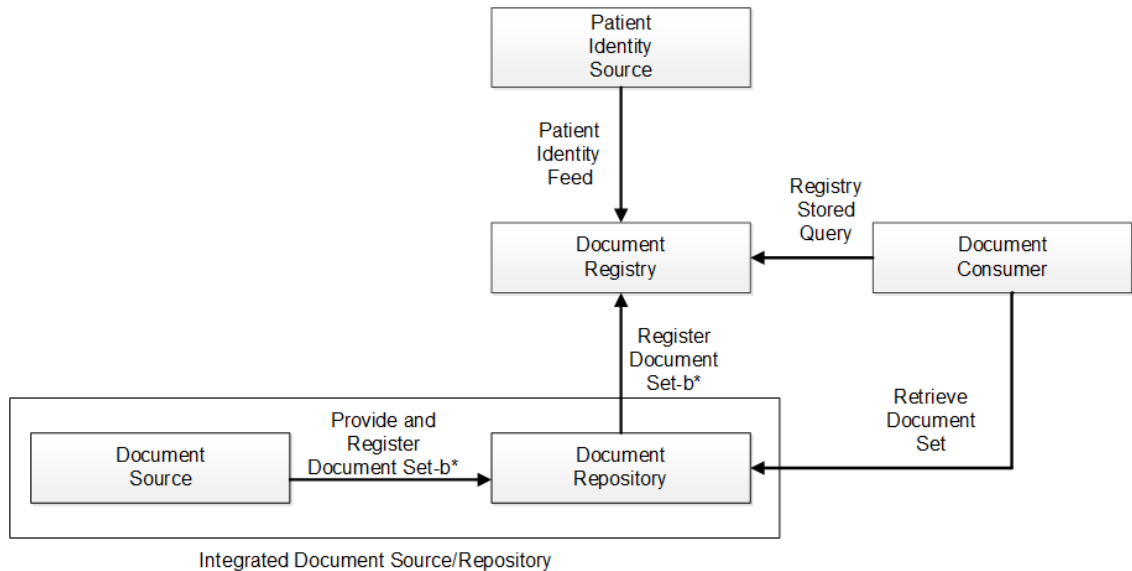 Patient
Identity
Source
Patient
Identity
Feed
Registry
Stored
Query
Document
Registry
Document
Consumer
Register
Document
Set-b*
Retrieve
Document
Set
Provide and
Register
Document Set-b*
Document
Source
Document
Repository
Integrated Document Source/Repository